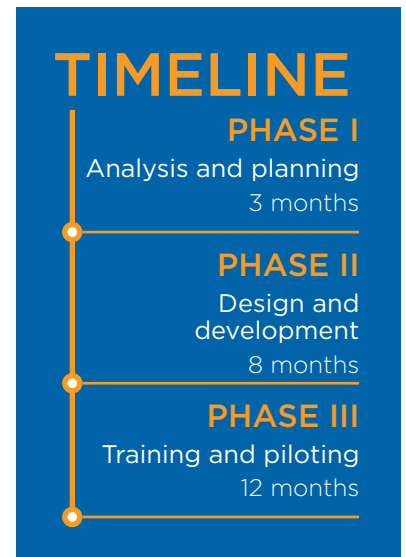 TIMELINE
PHASE I
Analysis and planning
3 months
PHASE II
Design and
development
8 months
PHASE III
Training and piloting
12 months